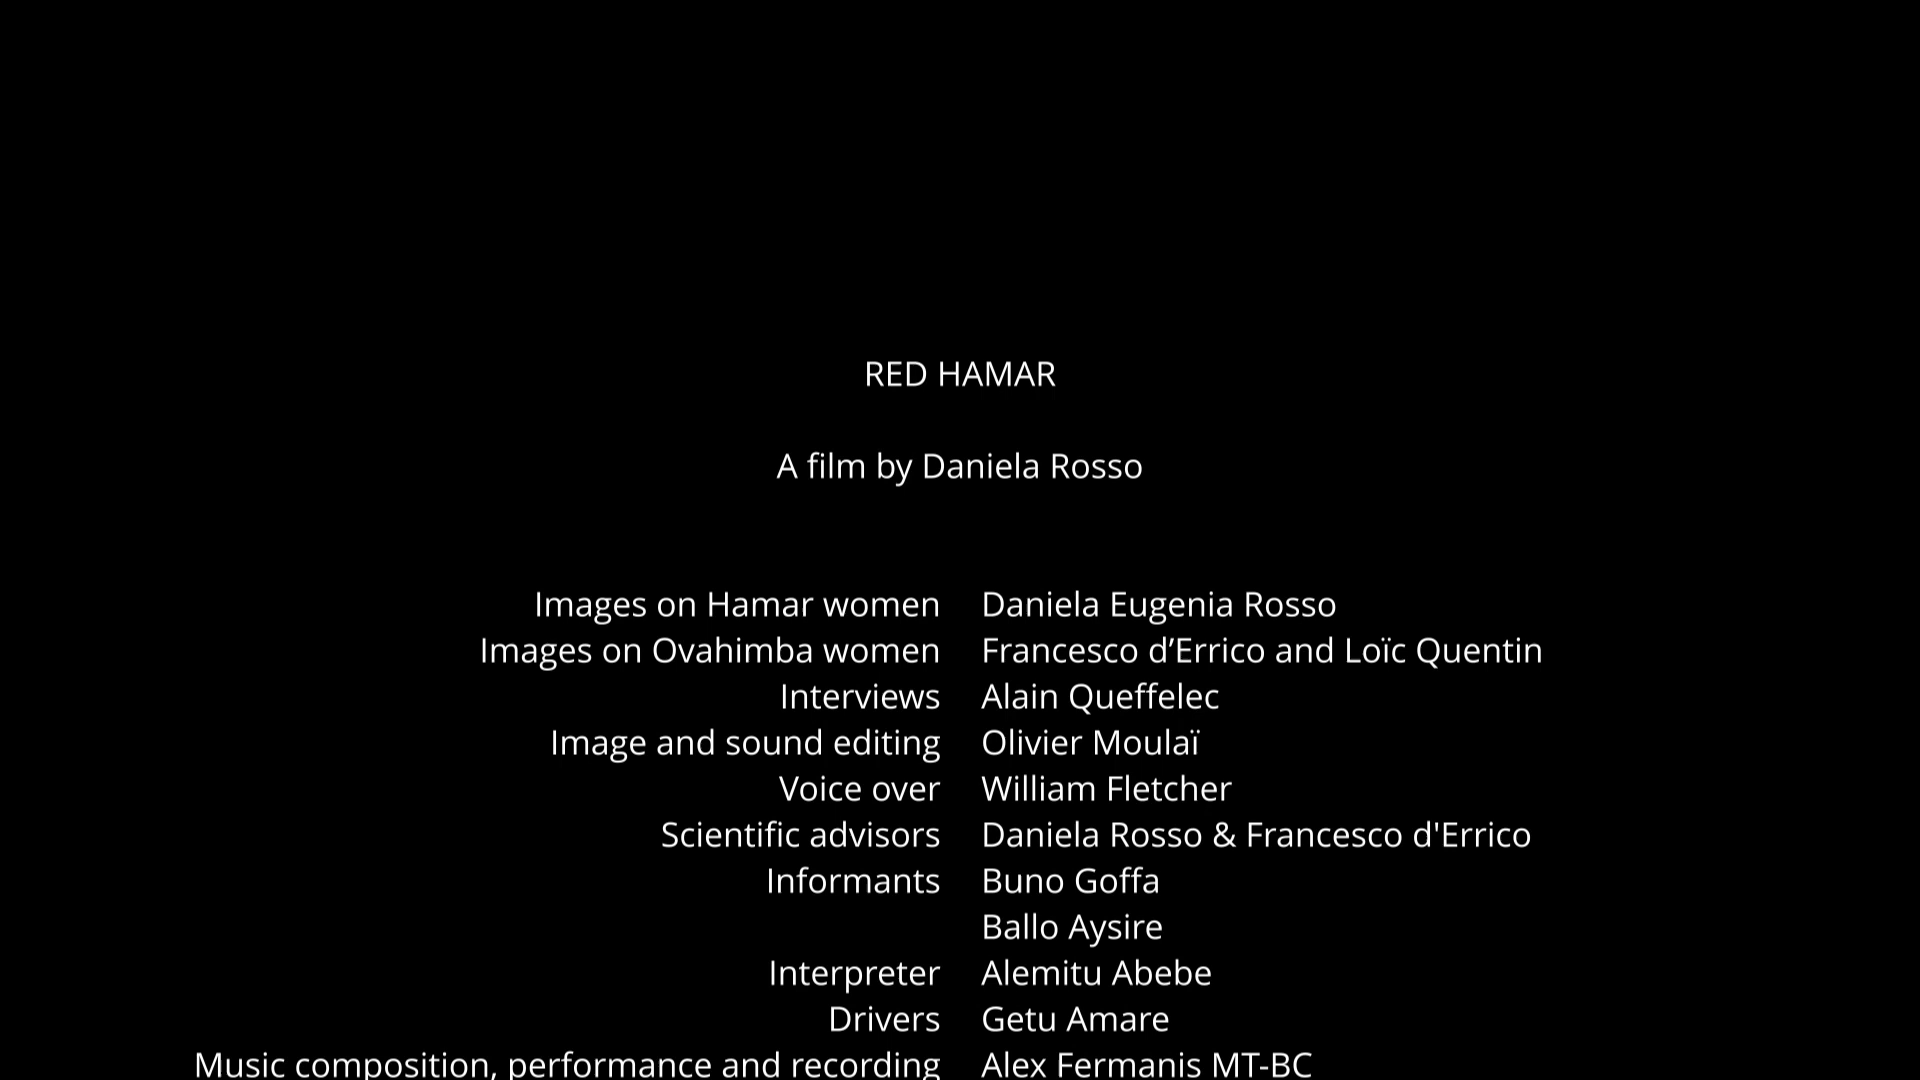 RED HAMAR
A film by Daniela Rosso
Images on Hamar women Daniela Eugenia Rosso
Images on Ovahimba women Francesco d’Errico and Loïc Quentin
Interviews Alain Queffelec
Image and sound editing Olivier Moulaï
Voice over William Fletcher
Scientific advisors Daniela Rosso & Francesco d'Errico
Informants Buno Goffa
Ballo Aysire
Interpreter Alemitu Abebe
Drivers Getu Amare
Music composition, performance and recording Alex Fermanis MT-BC